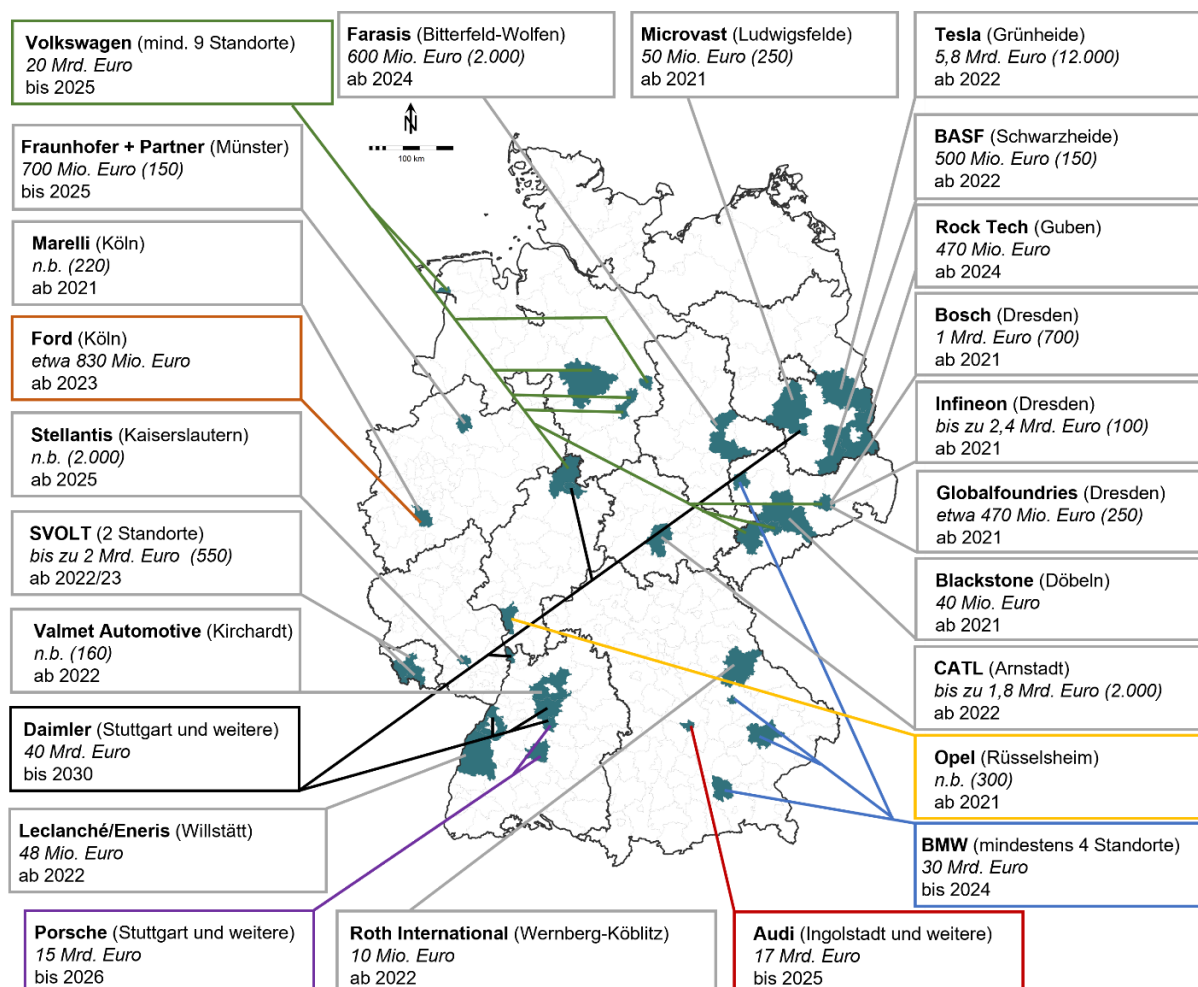 Volkswagen (mind. 9 Standorte)
20 Mrd. Euro
bis 2025
Farasis (Bitterfeld-Wolfen)
600 Mio. Euro (2.000)
ab 2024
Microvast (Ludwigsfelde)
50 Mio. Euro (250)
ab 2021
Tesla (Grünheide)
5,8 Mrd. Euro (12.000)
ab 2022
N
100 km
Fraunhofer + Partner (Münster)
700 Mio. Euro (150)
bis 2025
BASF (Schwarzheide)
500 Mio. Euro (150)
ab 2022
Marelli (Köln)
n.b. (220)
ab 2021
Rock Tech (Guben)
470 Mio. Euro
ab 2024
Ford (Köln)
etwa 830 Mio. Euro
ab 2023
Bosch (Dresden)
1 Mrd. Euro (700)
ab 2021
Stellantis (Kaiserslautern)
n.b. (2.000)
ab 2025
Infineon (Dresden)
bis zu 2,4 Mrd. Euro (100)
ab 2021
SVOLT (2 Standorte)
bis zu 2 Mrd. Euro (550)
ab 2022/23
Globalfoundries (Dresden)
etwa 470 Mio. Euro (250)
ab 2021
Valmet Automotive (Kirchardt)
n.b. (160)
ab 2022
Blackstone (Döbeln)
40 Mio. Euro
ab 2021
Daimler (Stuttgart und weitere)
40 Mrd. Euro
bis 2030
CATL (Arnstadt)
bis zu 1,8 Mrd. Euro (2.000)
ab 2022
Opel (Rüsselsheim)
n.b. (300)
ab 2021
Leclanché/Eneris (Willstätt)
48 Mio. Euro
ab 2022
BMW (mindestens 4 Standorte)
30 Mrd. Euro
bis 2024
Porsche (Stuttgart und weitere)
15 Mrd. Euro
bis 2026
Roth International (Wernberg-Köblitz)
10 Mio. Euro
ab 2022
Audi (Ingolstadt und weitere)
17 Mrd. Euro
bis 2025